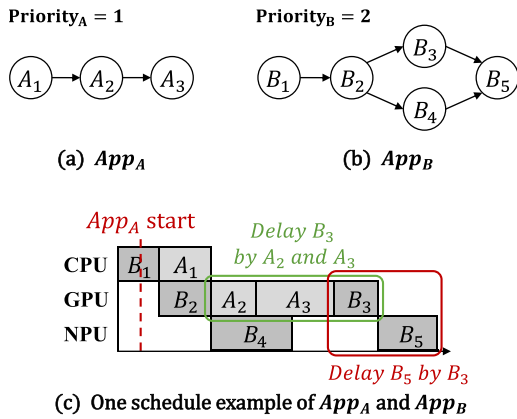 Priority_A = 1
Priority_B = 2
A_1 A_2 A_3
B_1 B_2 B_3 B_4 B_5
(a) App_A
(b) App_B
App_A start
Delay B_3
by A_2 and A_3
CPU B_1 A_1
GPU B_2 A_2 A_3 B_3
NPU B_4 B_5
Delay B_5 by B_3
(c) One schedule example of App_A and App_B